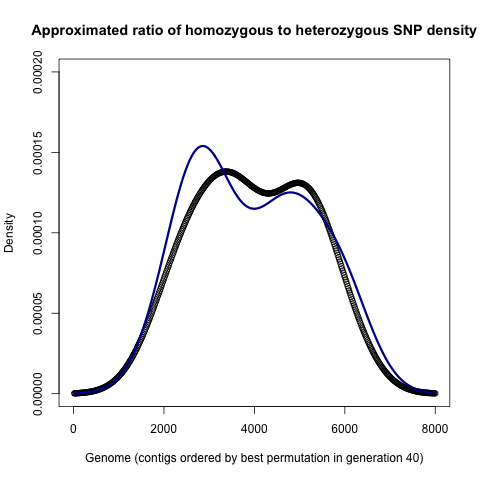 Approximated ratio of homozygous to heterozygous SNP density
0.00020
0.00015
0.00010
0.00005
0.00000
Density
0 2000 4000 6000 8000
Genome (contigs ordered by best permutation in generation 40)